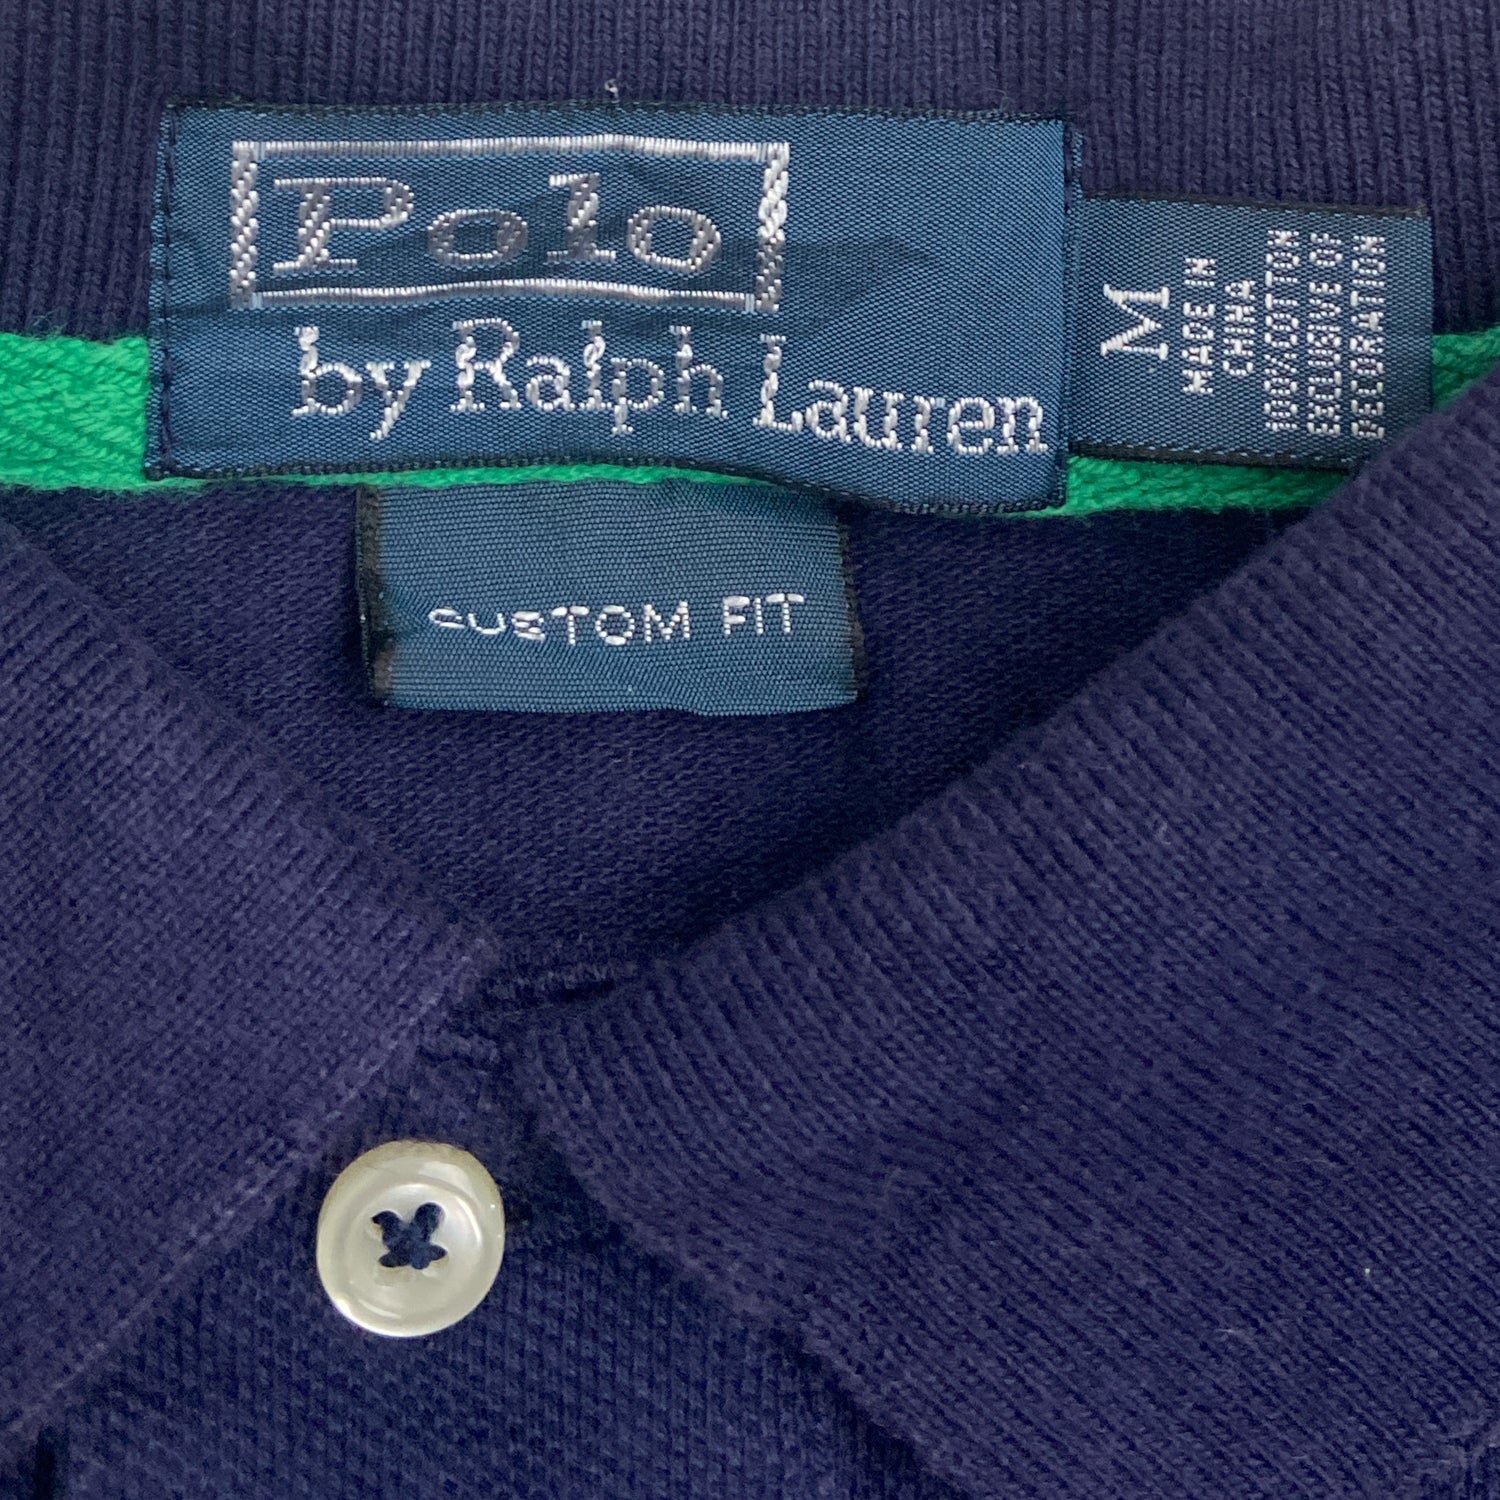 Polo
by Ralph Lauren
M
MADE IN
CHINA
100% COTTON
EXCLUSIVE OF
DECORATION
CUSTOM FIT